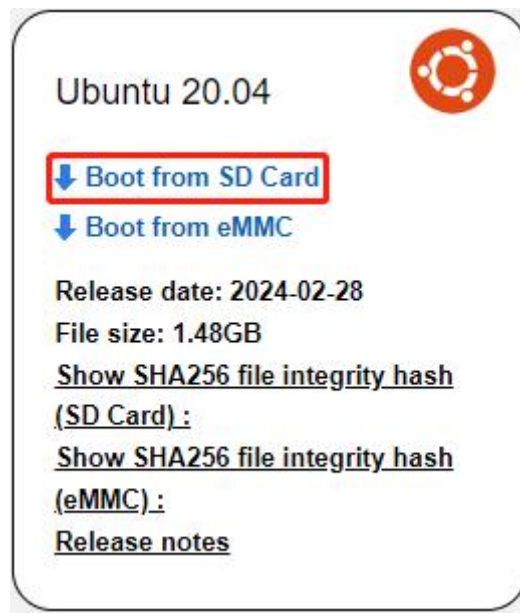 Ubuntu 20.04
Boot from SD Card
Boot from eMMC
Release date: 2024-02-28
File size: 1.48GB
Show SHA256 file integrity hash
(SD Card) :
Show SHA256 file integrity hash
(eMMC) :
Release notes